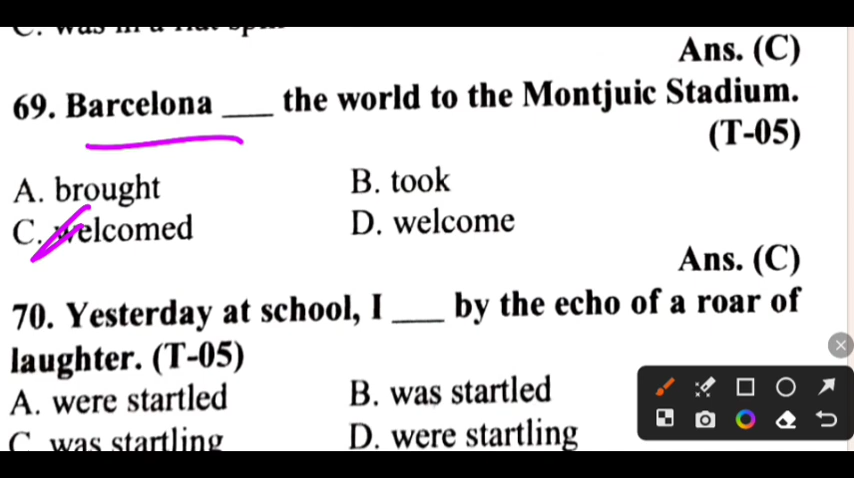 Ans. (C)
69. Barcelona ___ the world to the Montjuic Stadium.
(T-05)
A. brought B. took
C. welcomed D. welcome
Ans. (C)
70. Yesterday at school, I ___ by the echo of a roar of
laughter. (T-05)
A. were startled B. was startled
C. was startling D. were startling